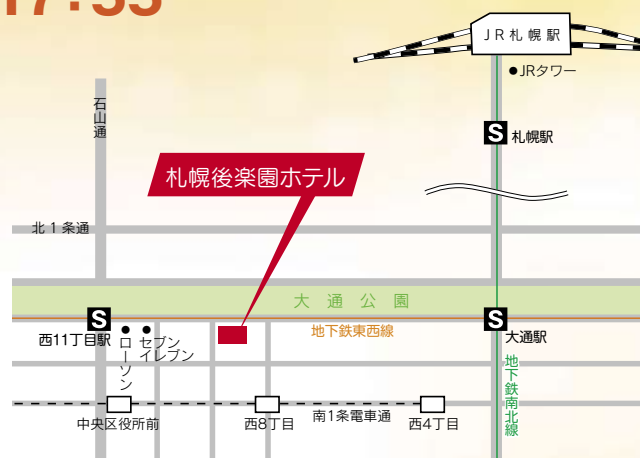 17:55
JR札幌駅
●JRタワー
石山通
S 札幌駅
札幌後楽園ホテル
北1条通
大通公園
S
西11丁目駅
ローソン
セブン
イレブン
地下鉄東西線
S
大通駅
地下鉄南北線
中央区役所前
西8丁目
南1条電車通
西4丁目